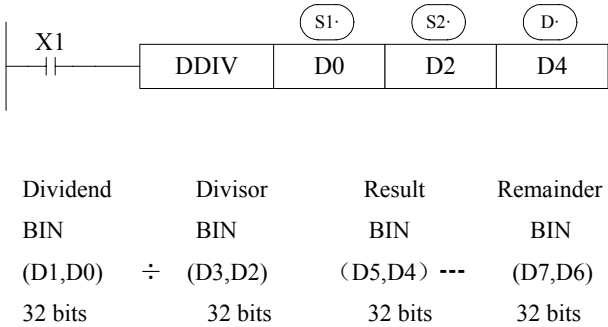 S1· S2· D·
X1
DDIV D0 D2 D4
Dividend Divisor Result Remainder
BIN BIN BIN BIN
(D1,D0) ÷ (D3,D2) （D5,D4）--- (D7,D6)
32 bits 32 bits 32 bits 32 bits